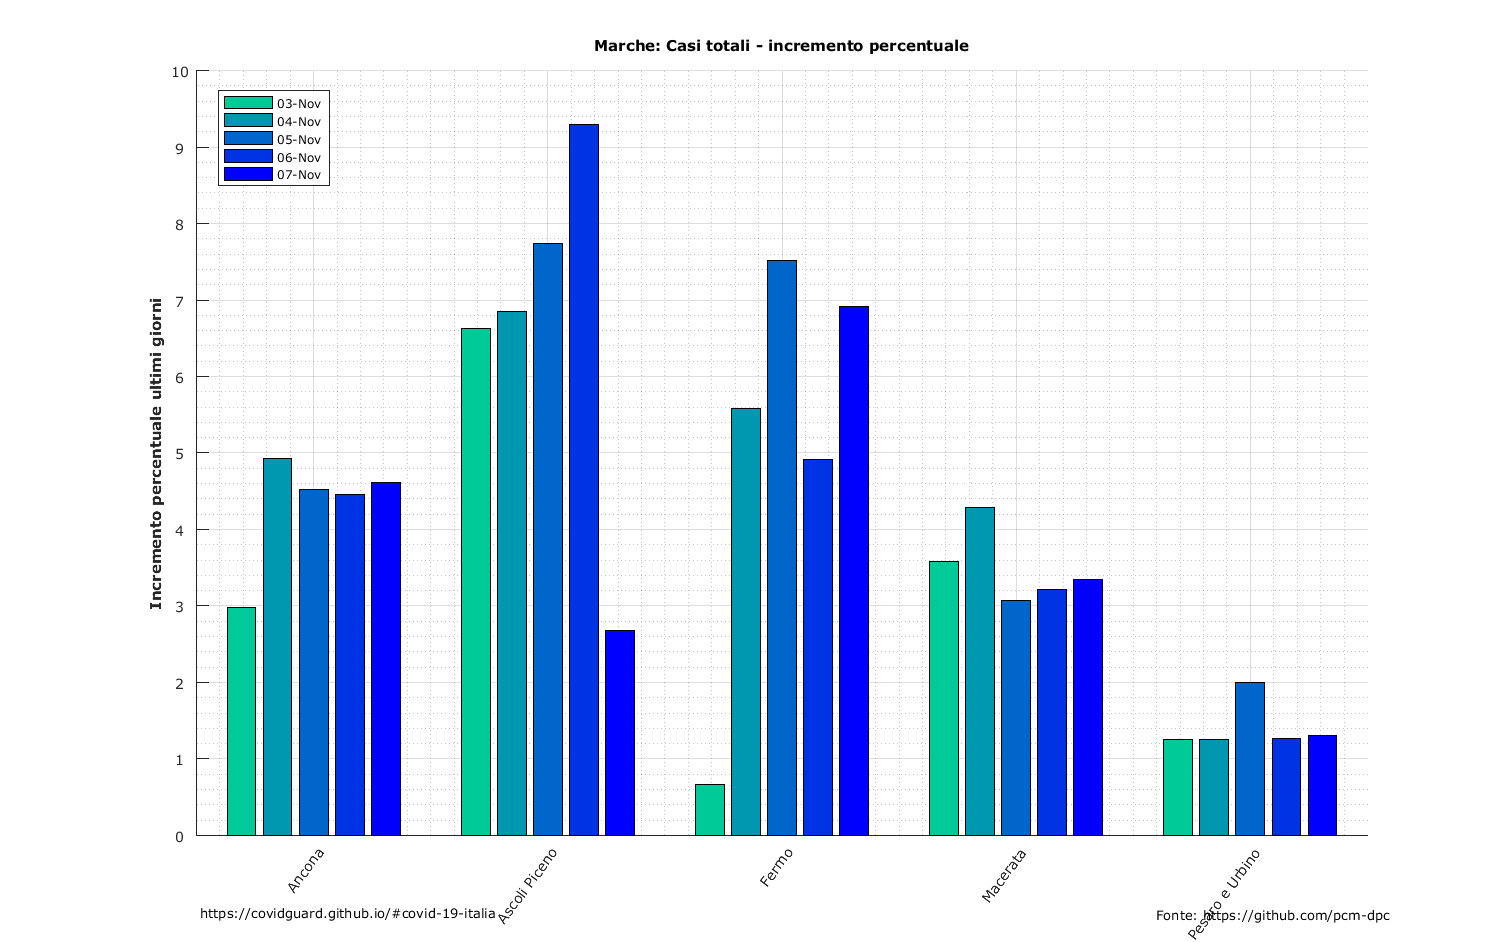 Marche: Casi totali - incremento percentuale
10
9
8
7
6
5
4
3
2
1
0
Incremento percentuale ultimi giorni
03-Nov
04-Nov
05-Nov
06-Nov
07-Nov
Ancona
Ascoli Piceno
Fermo
Macerata
Pesaro e Urbino
https://covidguard.github.io/#covid-19-italia
Fonte: https://github.com/pcm-dpc